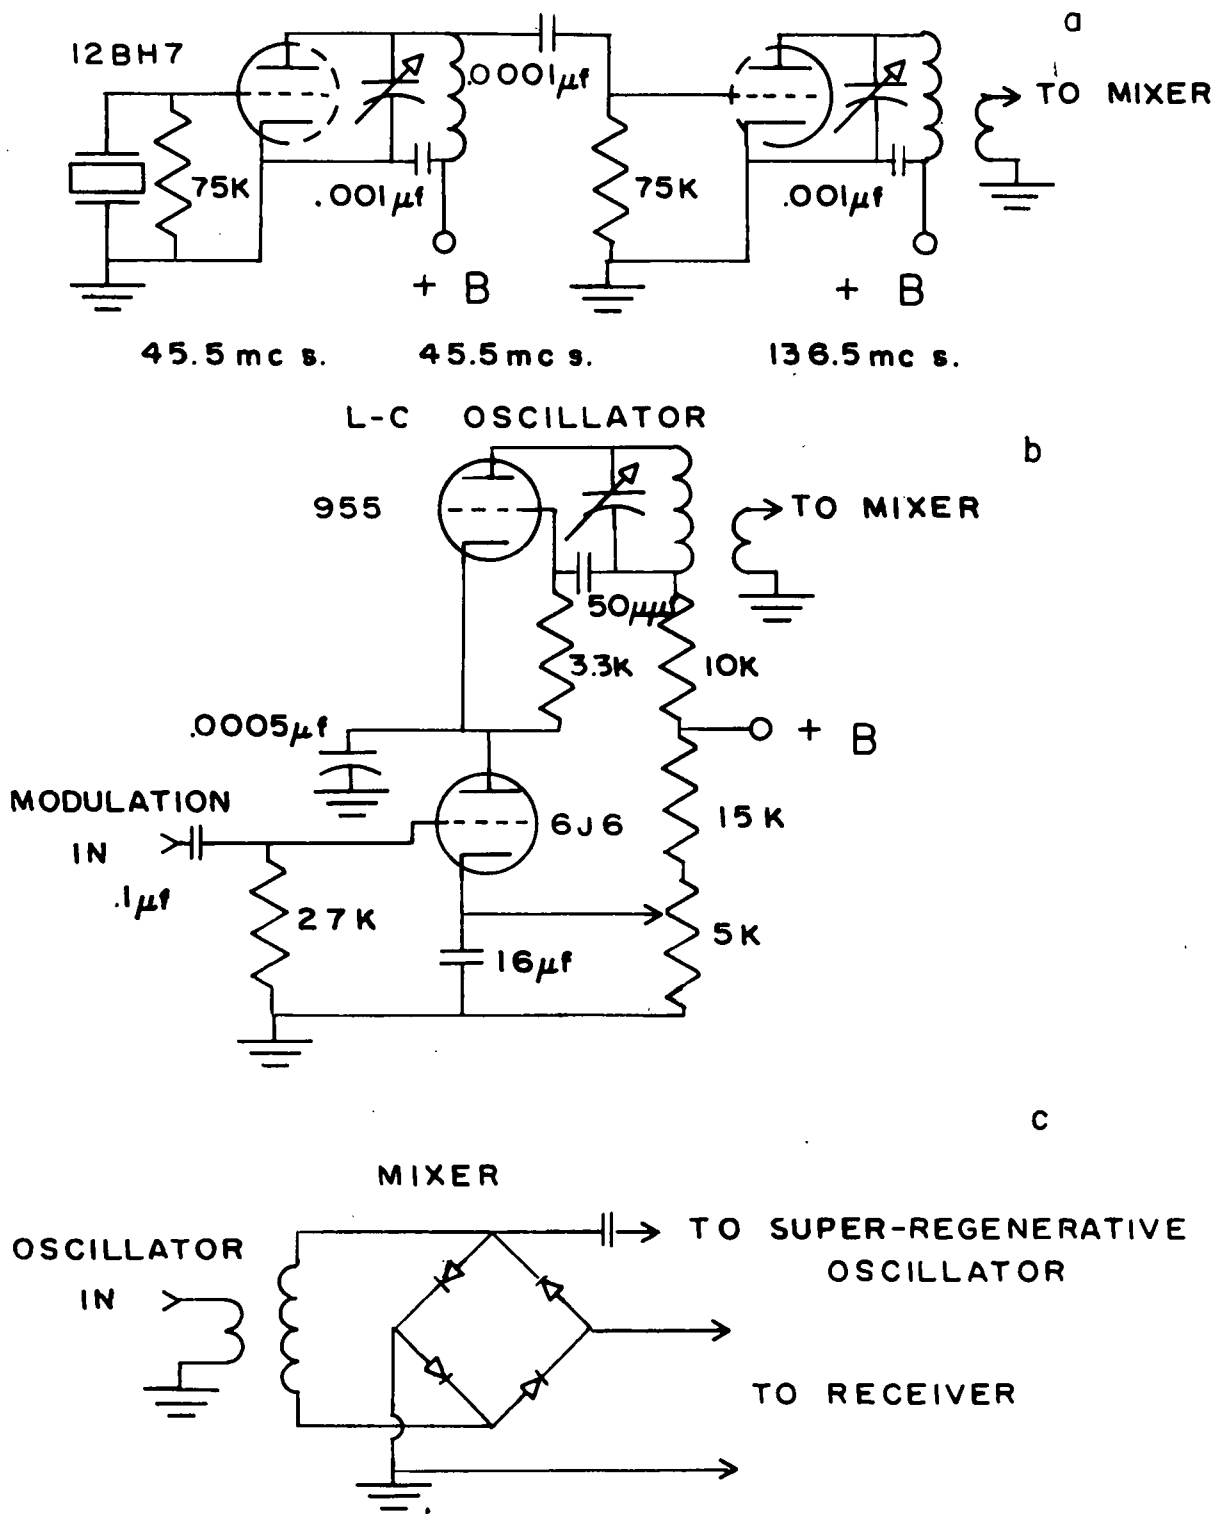 a
12BH7
.0001μf
TO MIXER
75K
.001μf
75K
.001μf
+ B
+ B
45.5 mc s.
45.5 mc s.
136.5 mc s.
L-C OSCILLATOR
b
955
TO MIXER
50μμf
3.3K
10K
.0005μf
+ B
MODULATION
IN
6J6
15K
.1μf
27K
5K
16μf
c
MIXER
TO SUPER-REGENERATIVE
OSCILLATOR
OSCILLATOR
IN
TO RECEIVER